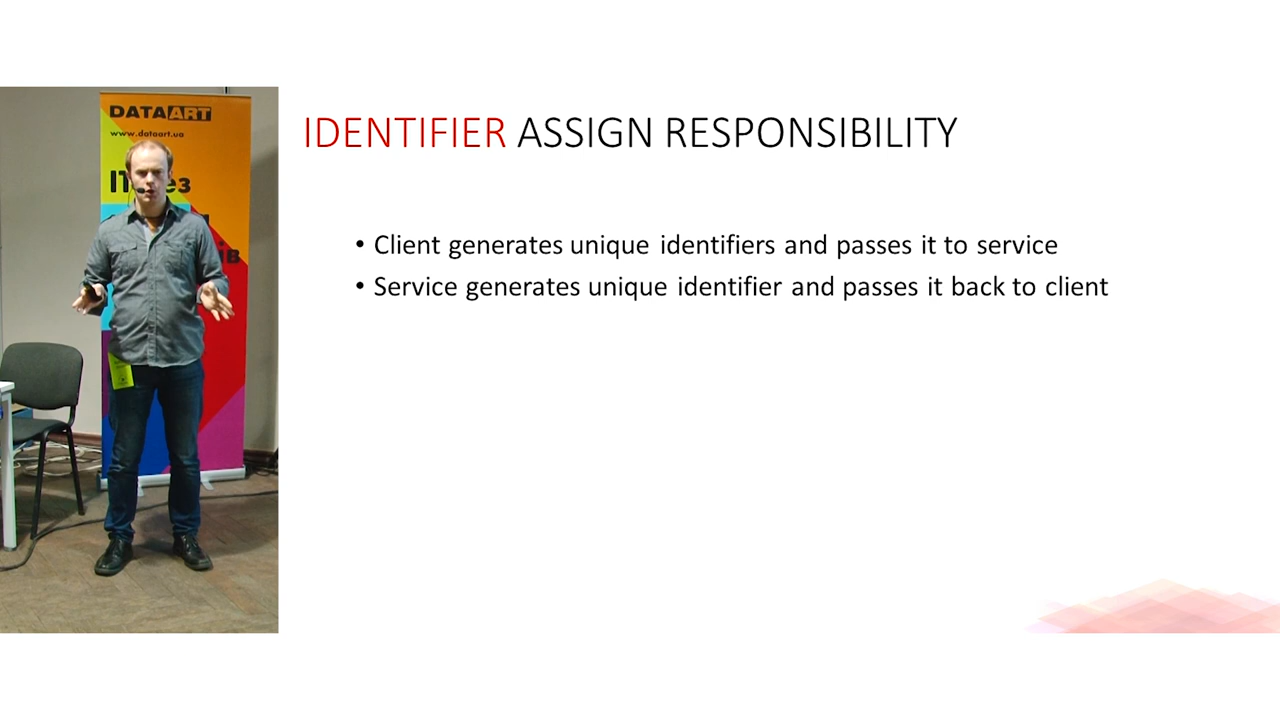 DATAART
www.dataart.ua
IDENTIFIER ASSIGN RESPONSIBILITY
• Client generates unique identifiers and passes it to service
• Service generates unique identifier and passes it back to client